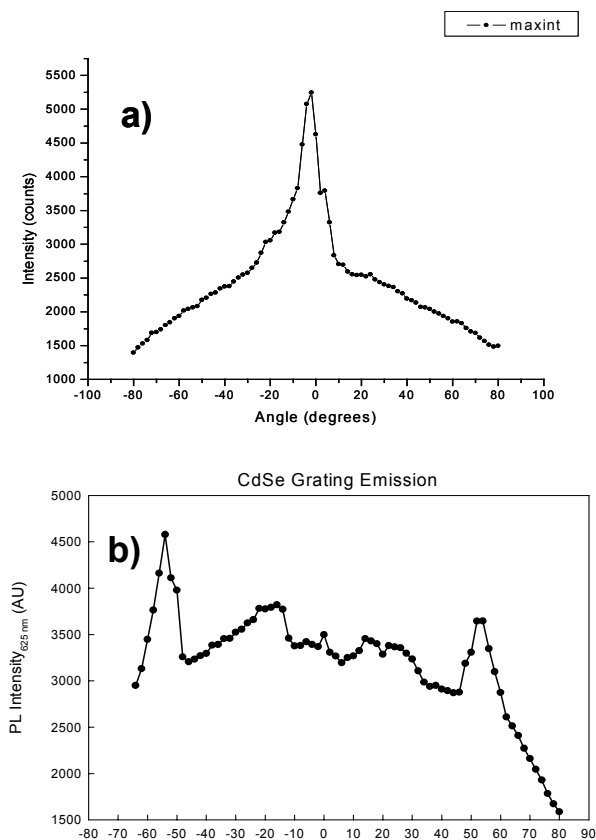 maxint
a)
5500
5000
4500
4000
3500
3000
2500
2000
1500
1000
Intensity (counts)
-100 -80 -60 -40 -20 0 20 40 60 80 100
Angle (degrees)
CdSe Grating Emission
b)
5000
4500
4000
3500
3000
2500
2000
1500
PL Intensity625 nm (AU)
-80 -70 -60 -50 -40 -30 -20 -10 0 10 20 30 40 50 60 70 80 90